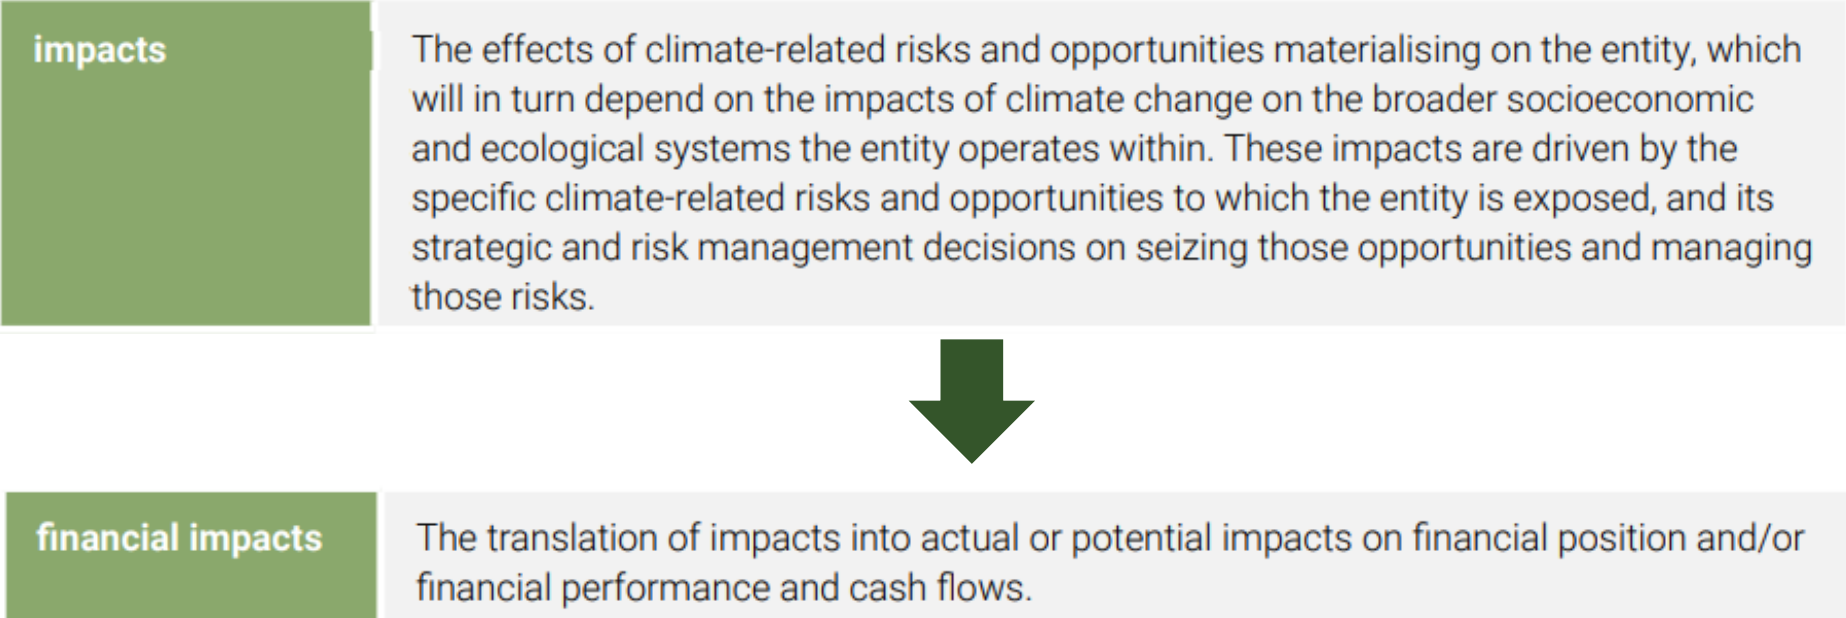 impacts
The effects of climate-related risks and opportunities materialising on the entity, which
will in turn depend on the impacts of climate change on the broader socioeconomic
and ecological systems the entity operates within. These impacts are driven by the
specific climate-related risks and opportunities to which the entity is exposed, and its
strategic and risk management decisions on seizing those opportunities and managing
those risks.
financial impacts
The translation of impacts into actual or potential impacts on financial position and/or
financial performance and cash flows.